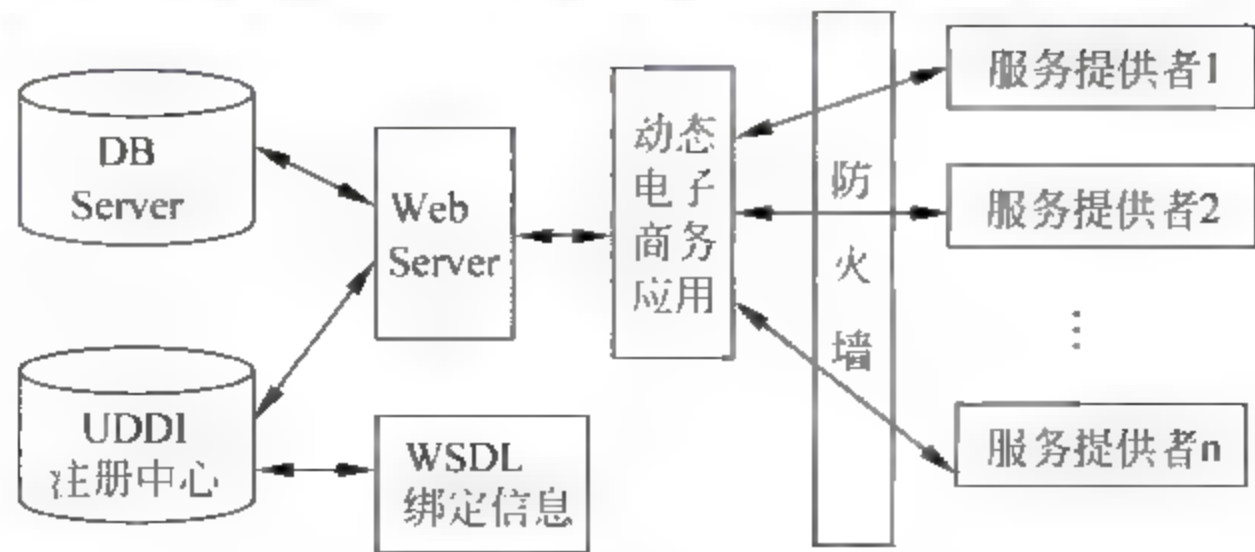 DB
Server
UDDI
注册中心
Web
Server
WSDL
绑定信息
动态
电子
商务
应用
防
火
墙
服务提供者1
服务提供者2
⋮
服务提供者n